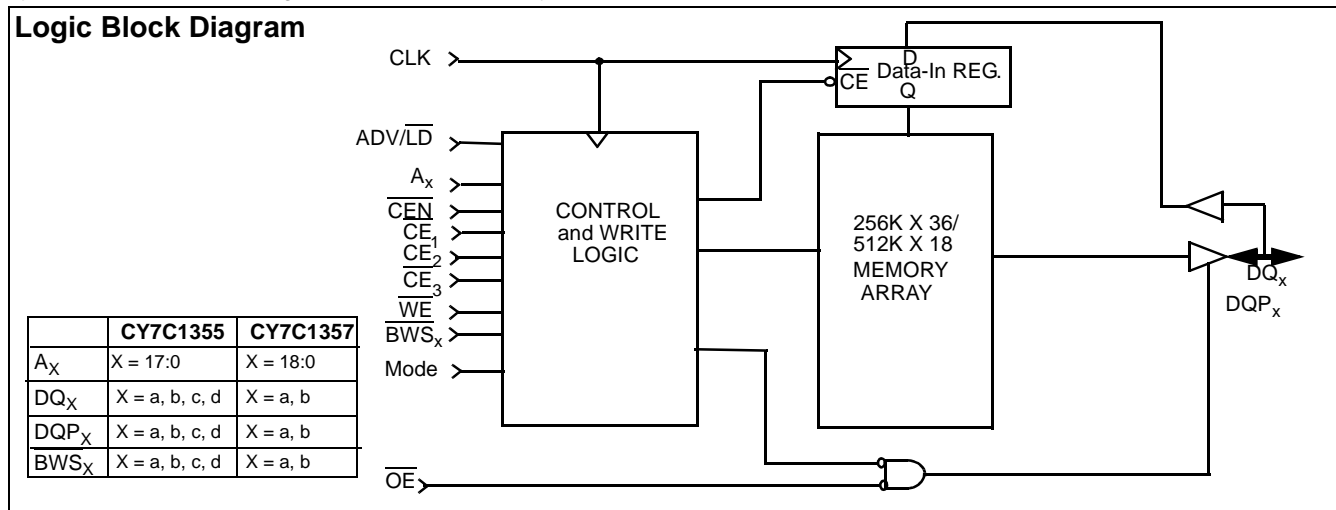 Logic Block Diagram
CLK
D
CE Data-In REG.
Q
ADV/LD
Ax
CEN
CE1
CE2
CE3
WE
BWSx
Mode
CONTROL
and WRITE
LOGIC
256K X 36/
512K X 18
MEMORY
ARRAY
DQx
DQPx
CY7C1355 CY7C1357
AX X = 17:0 X = 18:0
DQX X = a, b, c, d X = a, b
DQPX X = a, b, c, d X = a, b
BWSX X = a, b, c, d X = a, b
OE